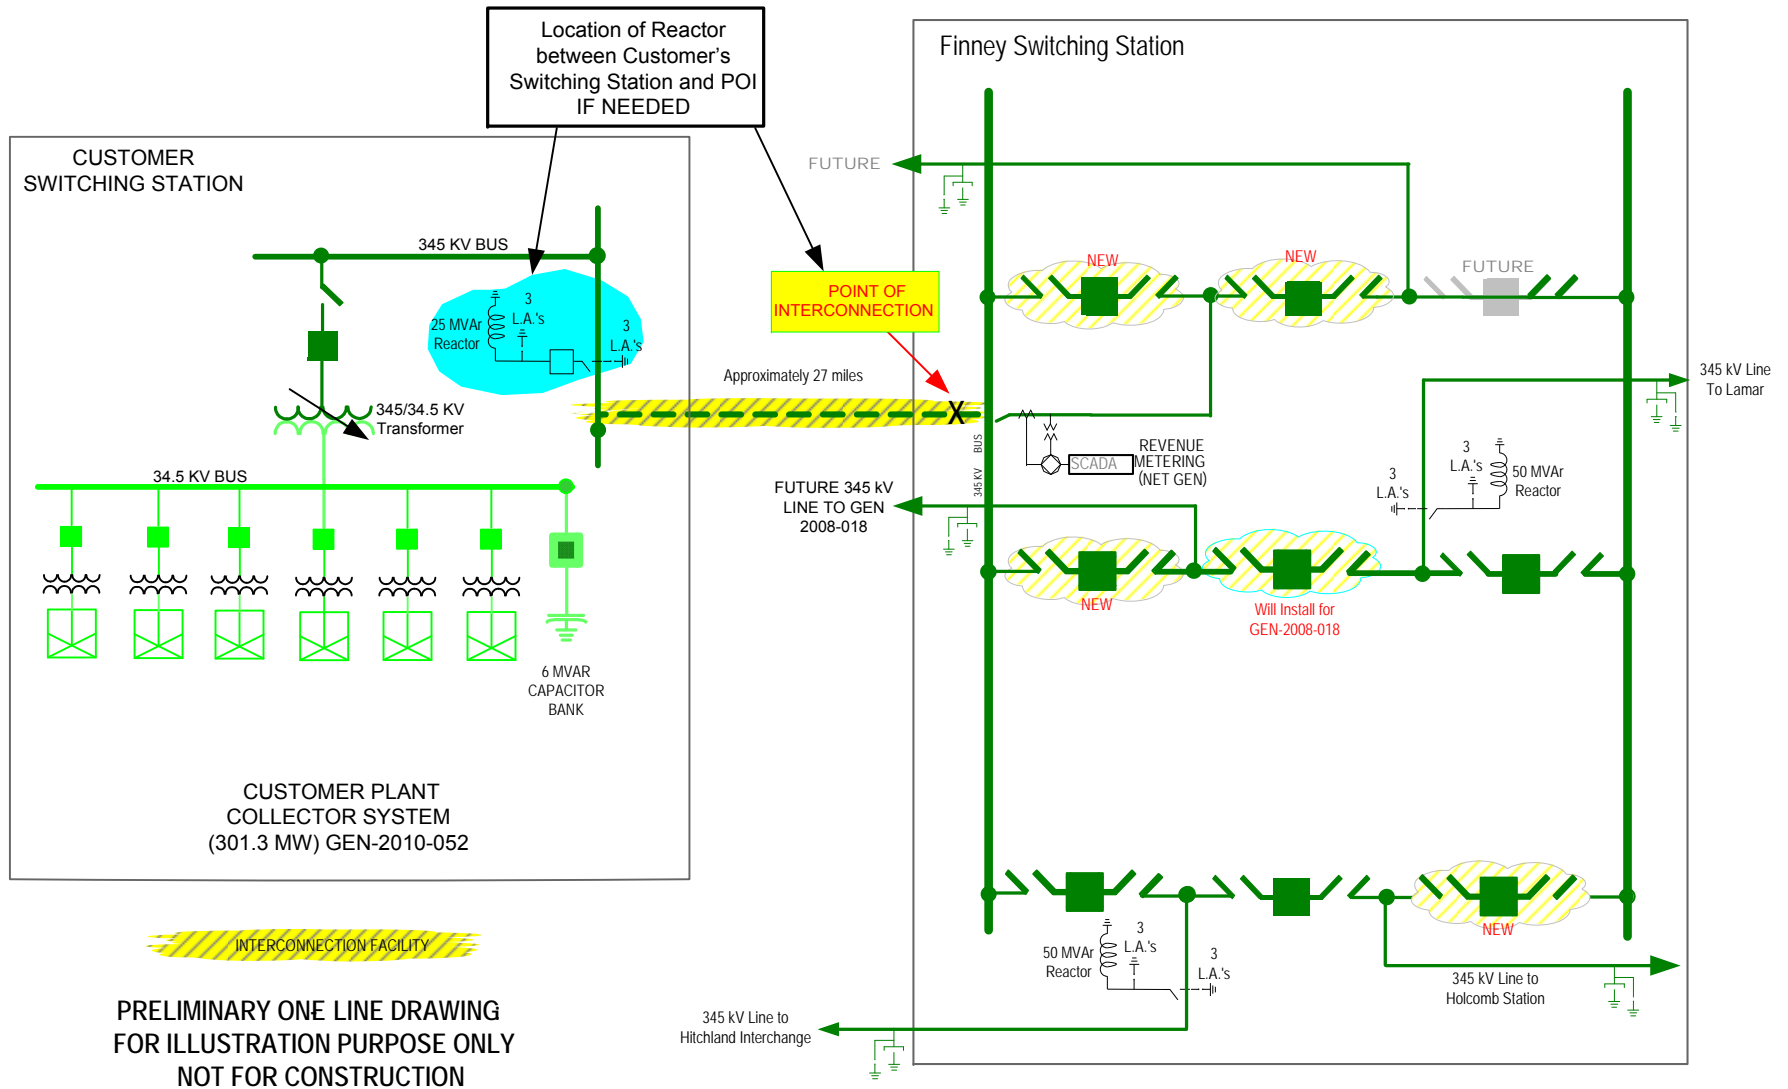 Location of Reactor
between Customer's
Switching Station and POI
IF NEEDED
Finney Switching Station
CUSTOMER
SWITCHING STATION
FUTURE
345 KV BUS
NEW
NEW
FUTURE
POINT OF
INTERCONNECTION
25 MVAr
Reactor
3
L.A.'s
3
L.A.'s
Approximately 27 miles
345 kV Line
To Lamar
345/34.5 KV
Transformer
X
345 KV BUS
SCADA
REVENUE
METERING
(NET GEN)
3
L.A.'s
3
L.A.'s
50 MVAr
Reactor
34.5 KV BUS
FUTURE 345 kV
LINE TO GEN
2008-018
NEW
Will Install for
GEN-2008-018
6 MVAR
CAPACITOR
BANK
CUSTOMER PLANT
COLLECTOR SYSTEM
(301.3 MW) GEN-2010-052
NEW
50 MVAr
Reactor
3
L.A.'s
3
L.A.'s
345 kV Line to
Holcomb Station
345 kV Line to
Hitchland Interchange
INTERCONNECTION FACILITY
PRELIMINARY ONE LINE DRAWING
FOR ILLUSTRATION PURPOSE ONLY
NOT FOR CONSTRUCTION